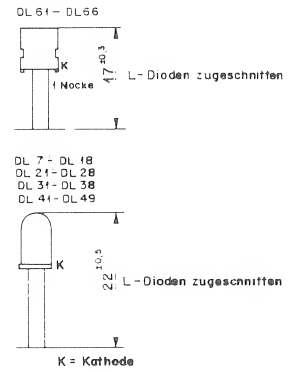 DL 61 - DL 66
K
1 Nocke
17 ±0,3
L - Dioden zugeschnitten
DL 7 - DL 18
DL 21 - DL 28
DL 31 - DL 38
DL 41 - DL 49
K
22 ±0,5
L - Dioden zugeschnitten
K = Kathode